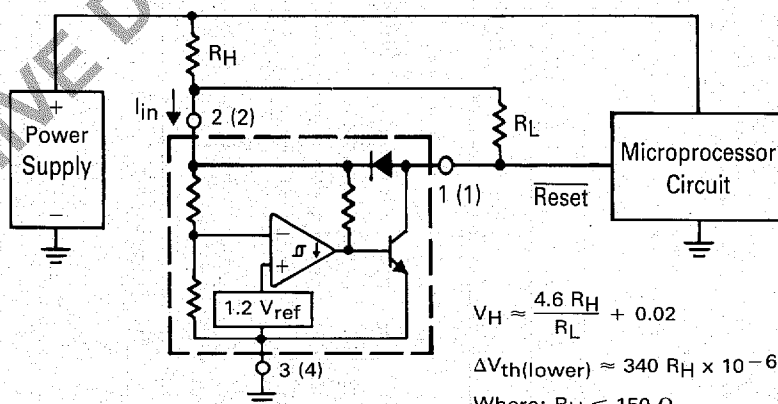 R_H
I_in
2 (2)
R_L
+
Power
Supply
−
1 (1)
Reset
Microprocessor
Circuit
−
+
1.2 V_ref
3 (4)
V_H ≈ 4.6 R_H / R_L + 0.02
ΔV_th(lower) ≈ 340 R_H x 10^−6